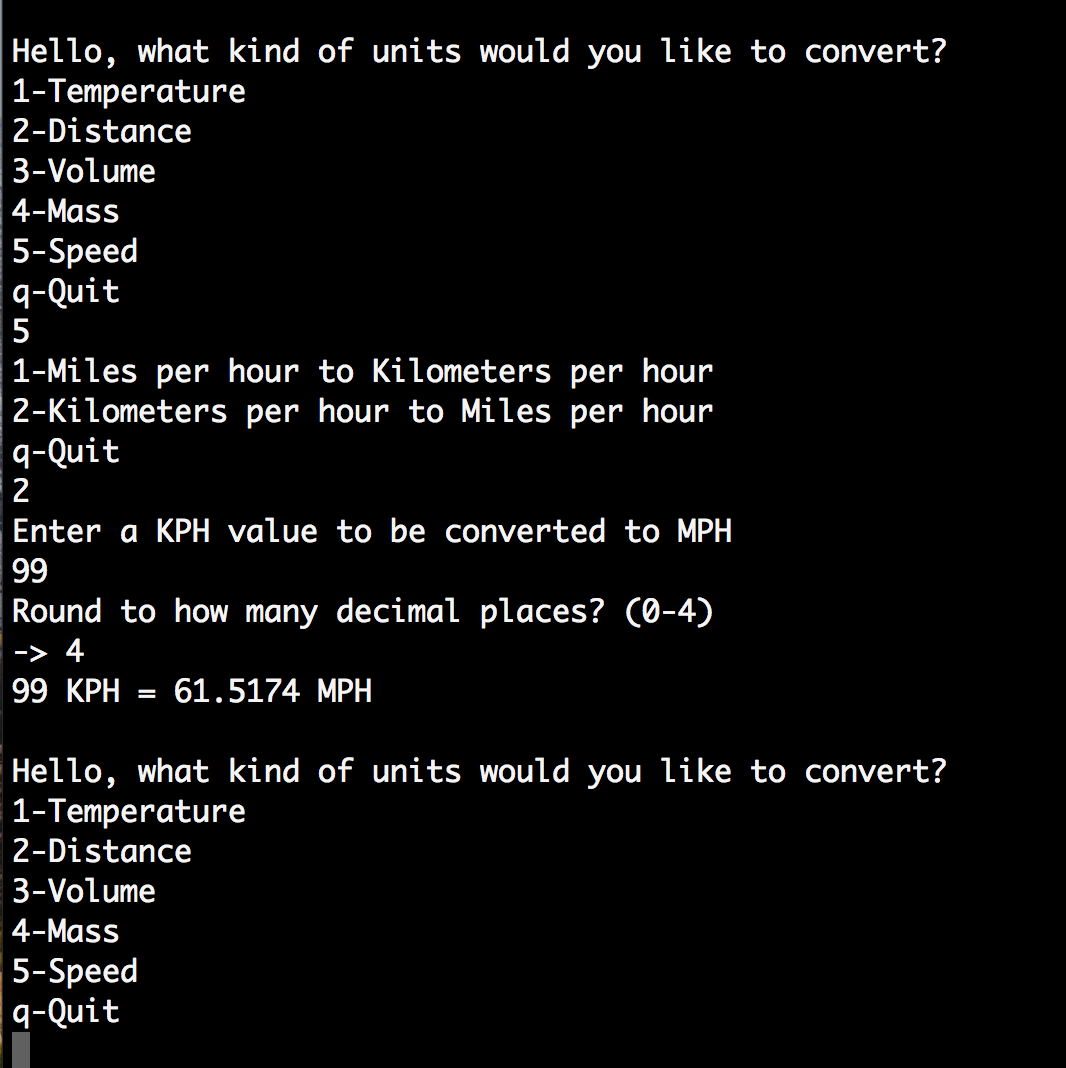 Hello, what kind of units would you like to convert?
1-Temperature
2-Distance
3-Volume
4-Mass
5-Speed
q-Quit
5
1-Miles per hour to Kilometers per hour
2-Kilometers per hour to Miles per hour
q-Quit
2
Enter a KPH value to be converted to MPH
99
Round to how many decimal places? (0-4)
-> 4
99 KPH = 61.5174 MPH
Hello, what kind of units would you like to convert?
1-Temperature
2-Distance
3-Volume
4-Mass
5-Speed
q-Quit